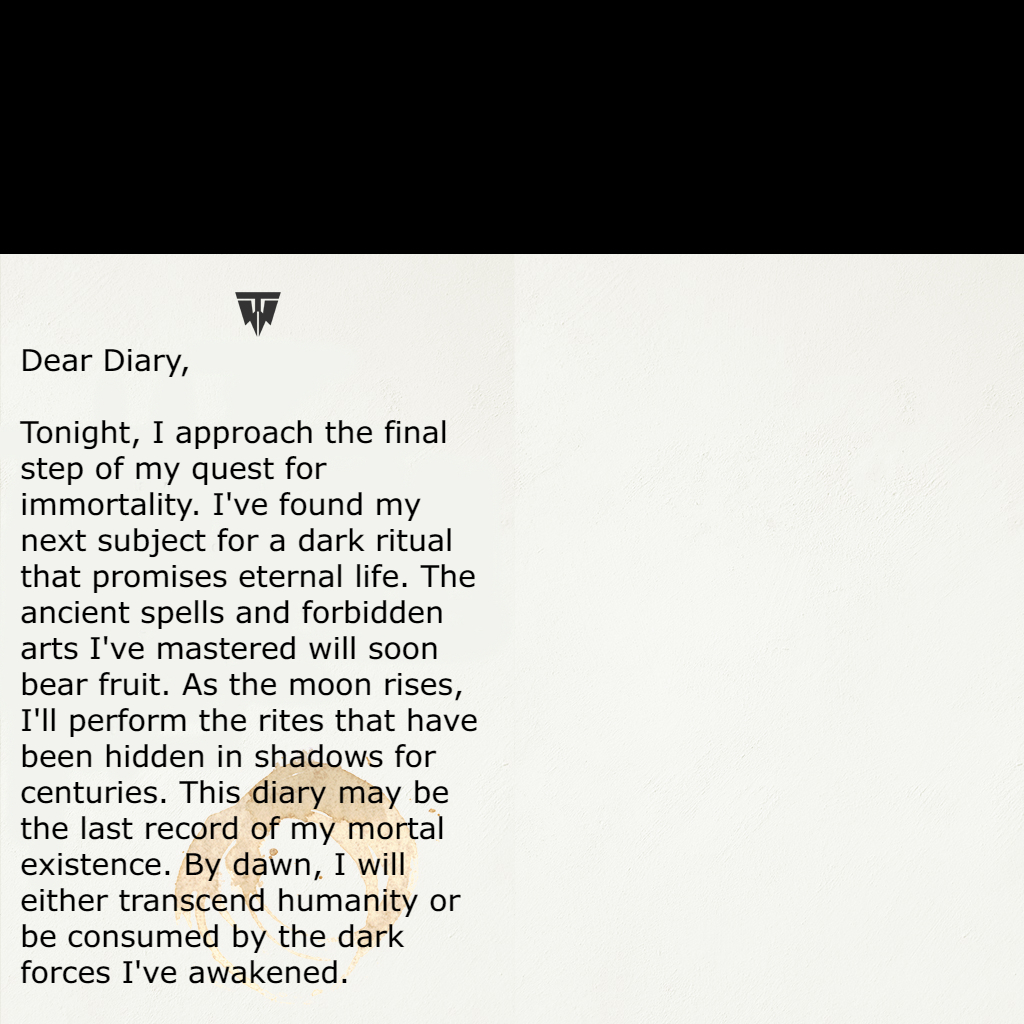 Dear Diary,
Tonight, I approach the final
step of my quest for
immortality. I've found my
next subject for a dark ritual
that promises eternal life. The
ancient spells and forbidden
arts I've mastered will soon
bear fruit. As the moon rises,
I'll perform the rites that have
been hidden in shadows for
centuries. This diary may be
the last record of my mortal
existence. By dawn, I will
either transcend humanity or
be consumed by the dark
forces I've awakened.